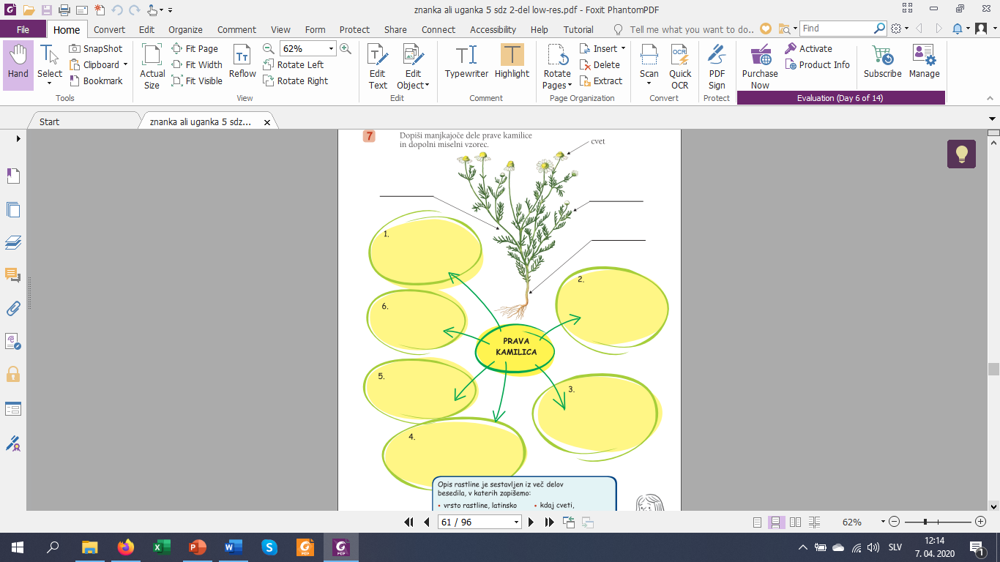 znanka ali uganka 5 sdz 2-del low-res.pdf - Foxit PhantomPDF
File Home Convert Edit Organize Comment View Form Protect Share Connect Accessibility Help Tutorial Tell me what you want to do.. Find
Hand
Select
SnapShot
Clipboard
Bookmark
Tools
Actual Size
Fit Page
Fit Width
Fit Visible
Reflow
62%
Rotate Left
Rotate Right
View
Edit Text
Edit Object
Edit
Typewriter
Highlight
Comment
Rotate Pages
Insert
Delete
Extract
Page Organization
Scan
Quick OCR
Convert
PDF Sign
Protect
Purchase Now
Activate
Product Info
Subscribe
Manage
Evaluation (Day 6 of 14)
Start
znanka ali uganka 5 sdz...
7
Dopiši manjkajoče dele prave kamilice
in dopolni miselni vzorec.
cvet
1.
2.
6.
PRAVA
KAMILICA
5.
3.
4.
Opis rastline je sestavljen iz več delov
besedila, v katerih zapišemo:
• vrsto rastline, latinsko • kdaj cveti,
61 / 96
62%
SLV
12:14
7. 04. 2020
1